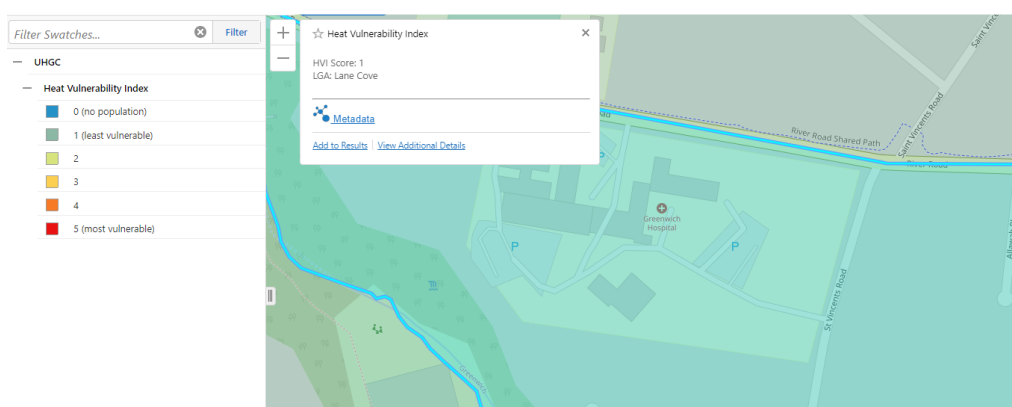 Filter Swatches...
Filter
UHGC
Heat Vulnerability Index
0 (no population)
1 (least vulnerable)
2
3
4
5 (most vulnerable)
Heat Vulnerability Index
HVI Score: 1
LGA: Lane Cove
Metadata
Add to Results
View Additional Details
Road
River Road Shared Path
River Road
Saint Vincents Road
P
Greenwich
Hospital
P
P
St Vincents Road
Greenwich